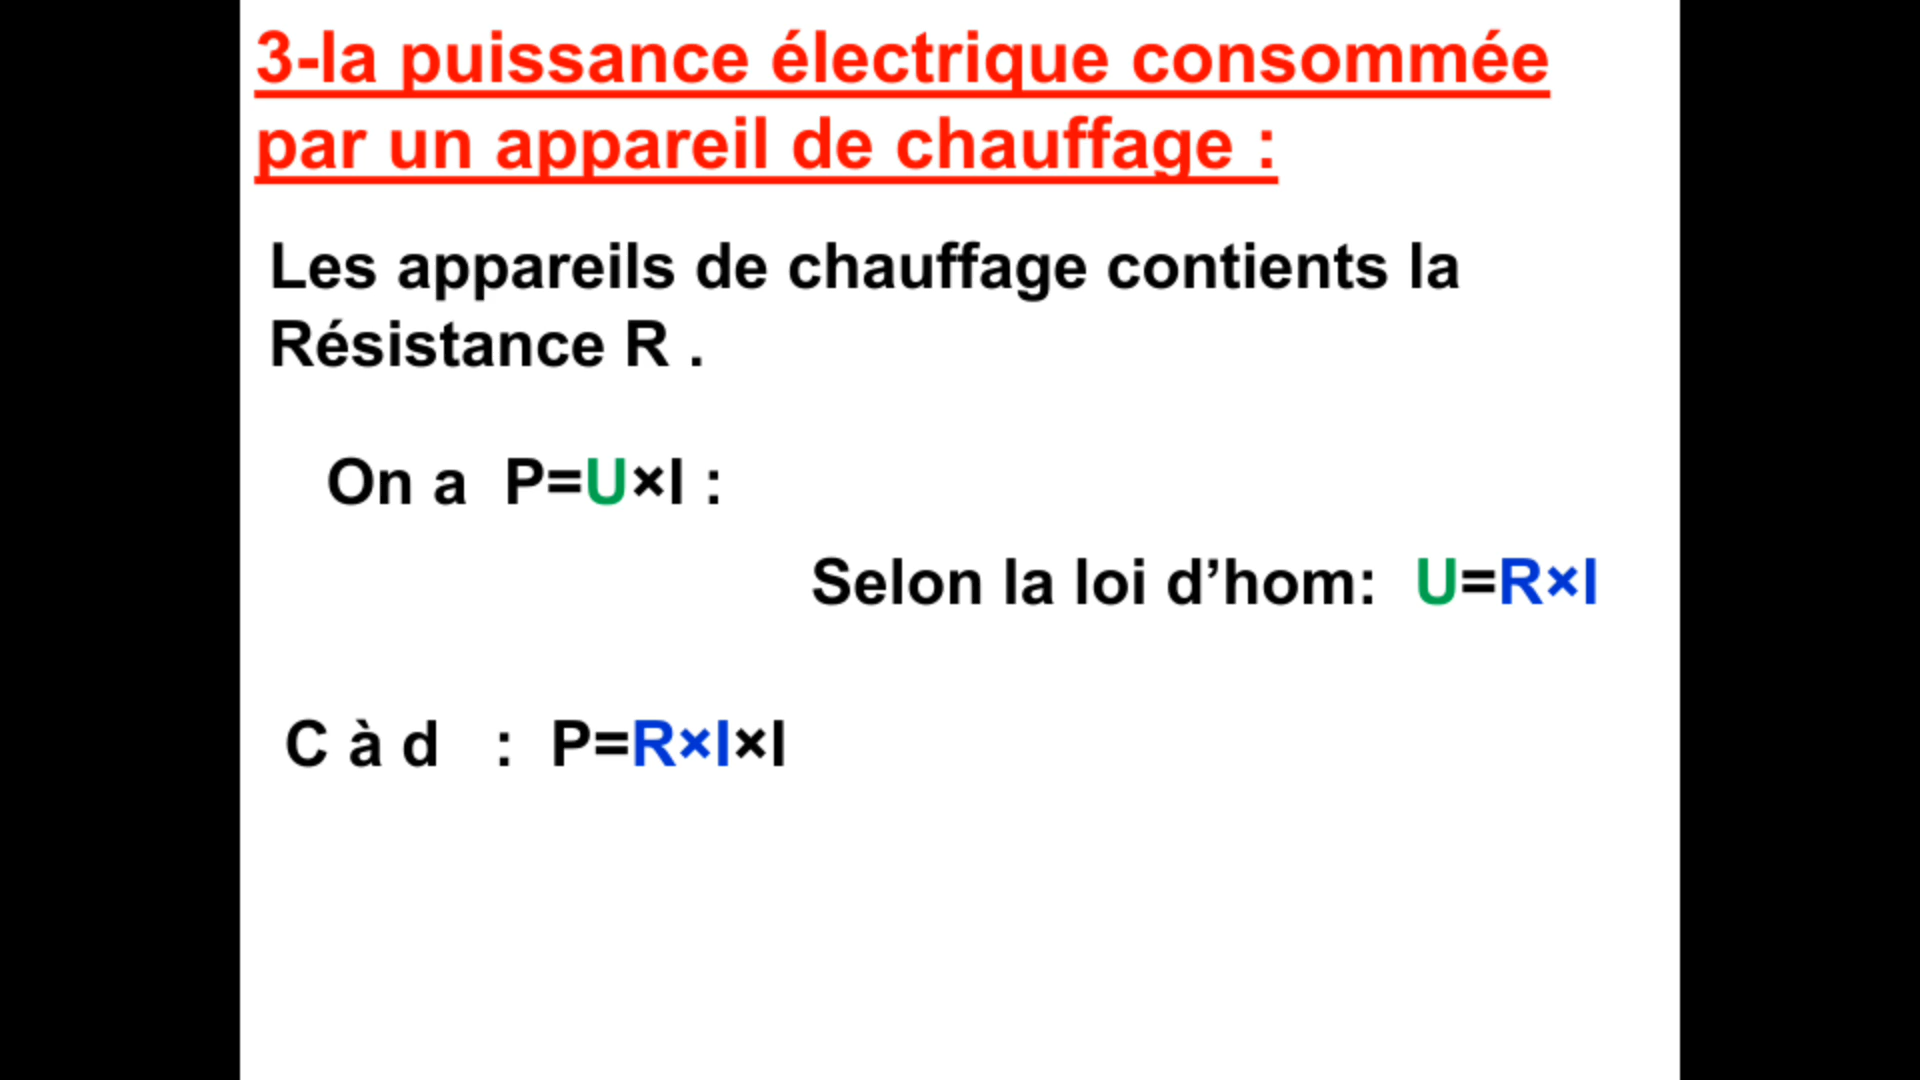 3-la puissance électrique consommée
par un appareil de chauffage :
Les appareils de chauffage contients la
Résistance R .
On a P=U×I :
Selon la loi d’hom: U=R×I
C à d : P=R×I×I